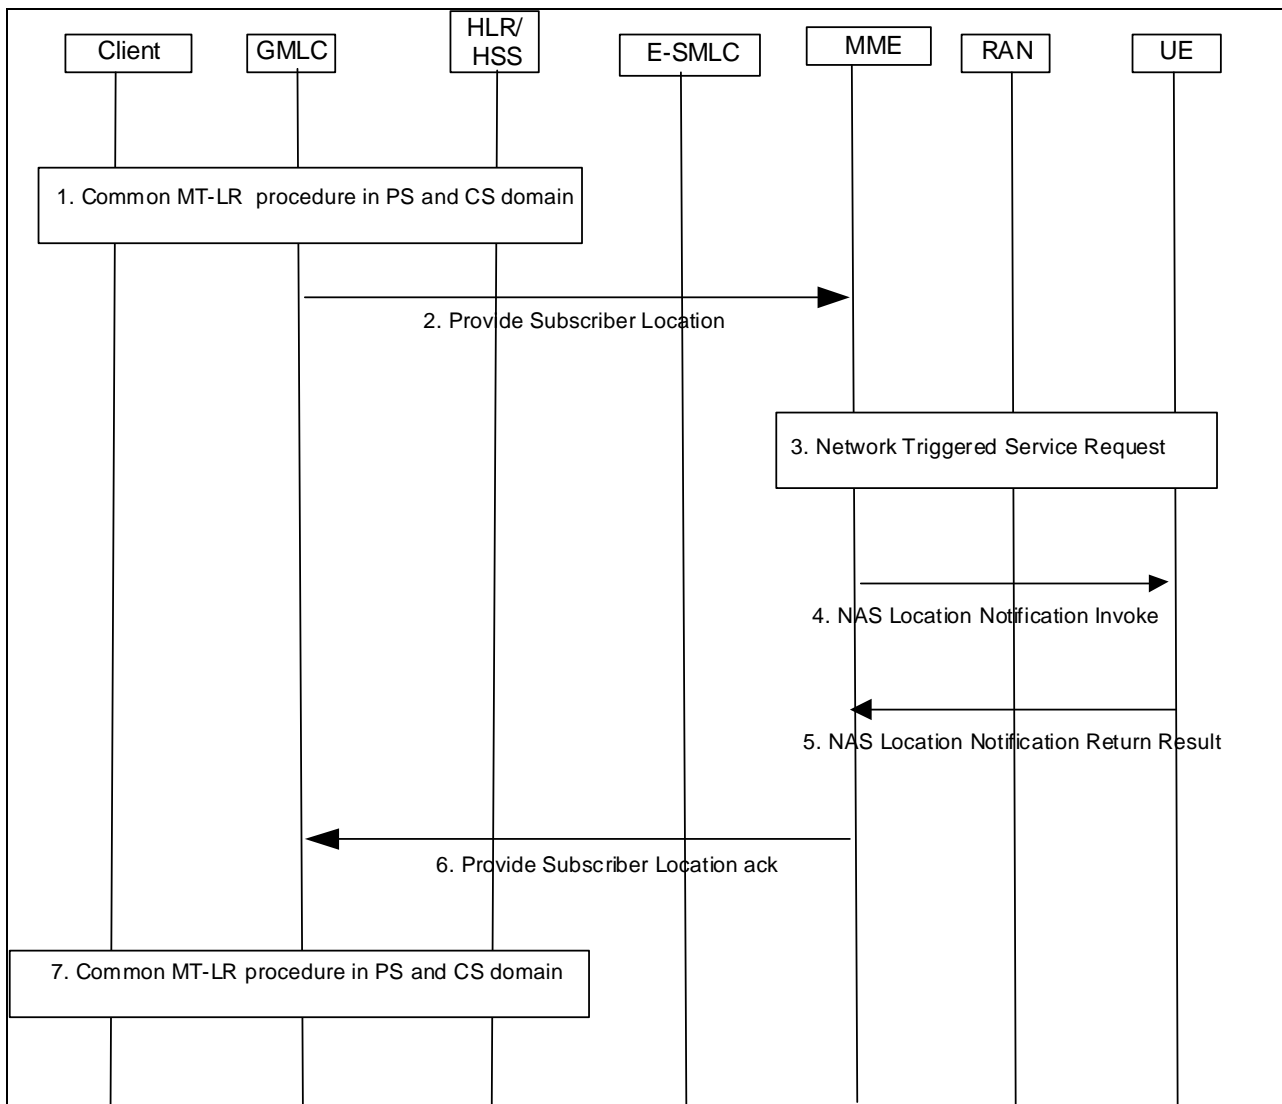 Client
GMLC
HLR/
HSS
E-SMLC
MME
RAN
UE
1. Common MT-LR procedure in PS and CS domain
2. Provide Subscriber Location
3. Network Triggered Service Request
4. NAS Location Notification Invoke
5. NAS Location Notification Return Result
6. Provide Subscriber Location ack
7. Common MT-LR procedure in PS and CS domain